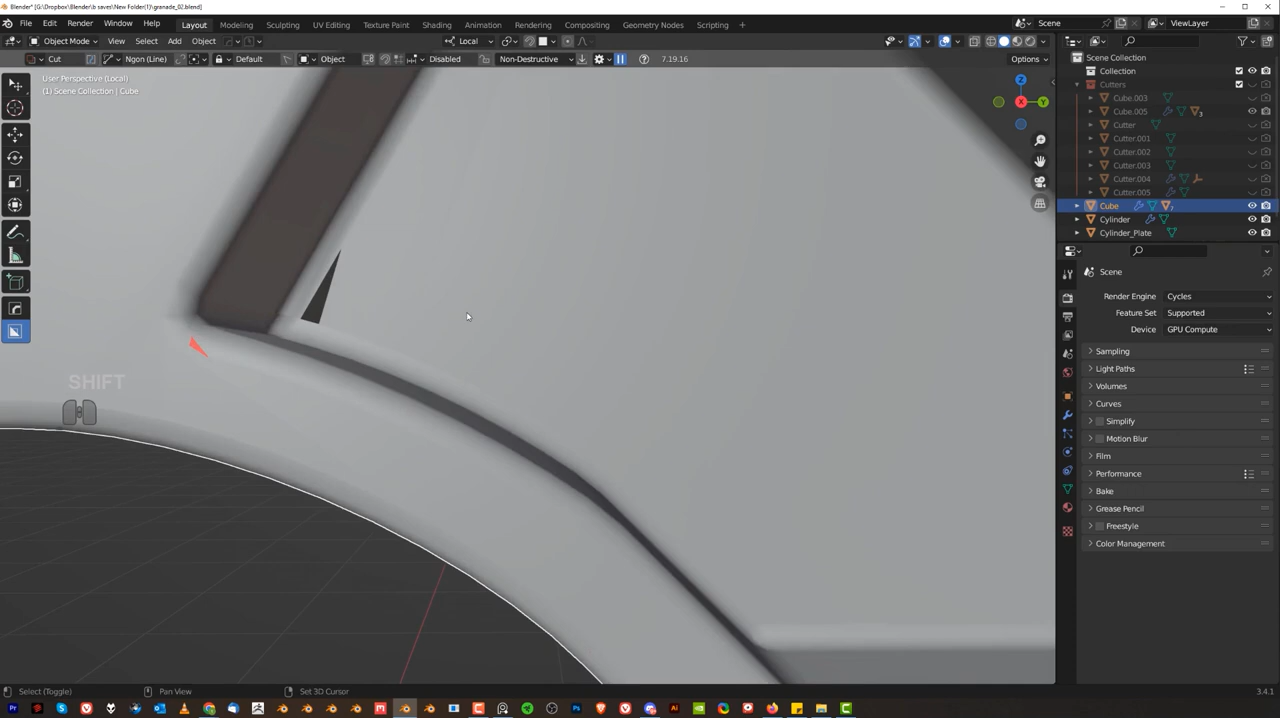 Blender* [G:\Dropbox\Blender\b saves\New Folder(1)\granade_02.blend]
File Edit Render Window Help Layout Modeling Sculpting UV Editing Texture Paint Shading Animation Rendering Compositing Geometry Nodes Scripting + Scene ViewLayer
Object Mode View Select Add Object Local
Cut Ngon (Line) Default Object Disabled Non-Destructive 7.19.16 Options
User Perspective (Local)
(1) Scene Collection | Cube
Z
Y
X
SHIFT
Scene Collection
Collection
Cutters
Cube.003
Cube.005 3
Cutter
Cutter.001
Cutter.002
Cutter.003
Cutter.004
Cutter.005
Cube 7
Cylinder
Cylinder_Plate
Scene
Render Engine Cycles
Feature Set Supported
Device GPU Compute
Sampling
Light Paths
Volumes
Curves
Simplify
Motion Blur
Film
Performance
Bake
Grease Pencil
Freestyle
Color Management
Select (Toggle) Pan View Set 3D Cursor 3.4.1